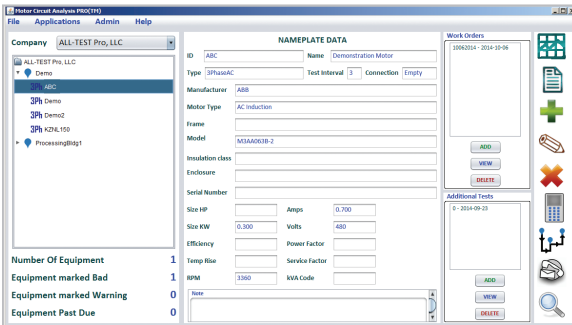 Motor Circuit Analysis PRO(TM)
File Applications Admin Help
Company ALL-TEST Pro, LLC
ALL-TEST Pro, LLC
Demo
3Ph ABC
3Ph Demo
3Ph Demo2
3Ph KZNL150
ProcessingBldg1
Number Of Equipment 1
Equipment marked Bad 1
Equipment marked Warning 0
Equipment Past Due 0
NAMEPLATE DATA
ID ABC Name Demonstration Motor
Type 3PhaseAC Test Interval 3 Connection Empty
Manufacturer ABB
Motor Type AC Induction
Frame
Model M3AA063B-2
Insulation class
Enclosure
Serial Number
Size HP Amps 0.700
Size KW 0.300 Volts 480
Efficiency Power Factor
Temp Rise Service Factor
RPM 3360 kVA Code
Note
Work Orders
10062014 - 2014-10-06
ADD
VIEW
DELETE
Additional Tests
0 - 2014-09-23
ADD
VIEW
DELETE